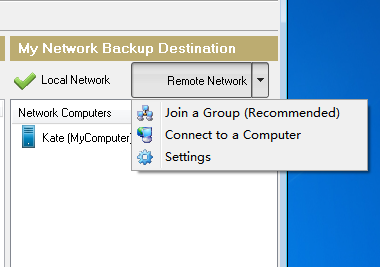 My Network Backup Destination
Local Network
Remote Network
Network Computers
Join a Group (Recommended)
Kate (MyComputer)
Connect to a Computer
Settings